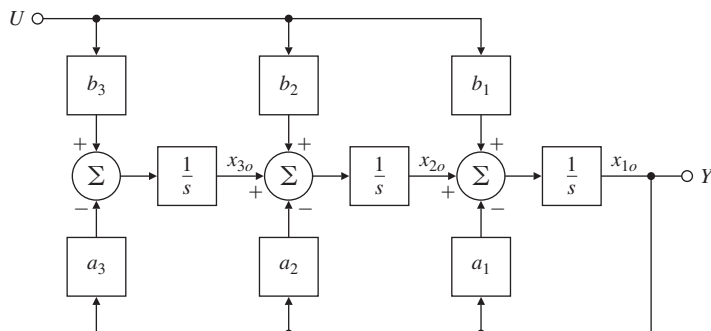 U
b₃ b₂ b₁
+ + +
Σ 1/s x₃ₒ + Σ 1/s x₂ₒ + Σ 1/s x₁ₒ Y
− − −
a₃ a₂ a₁